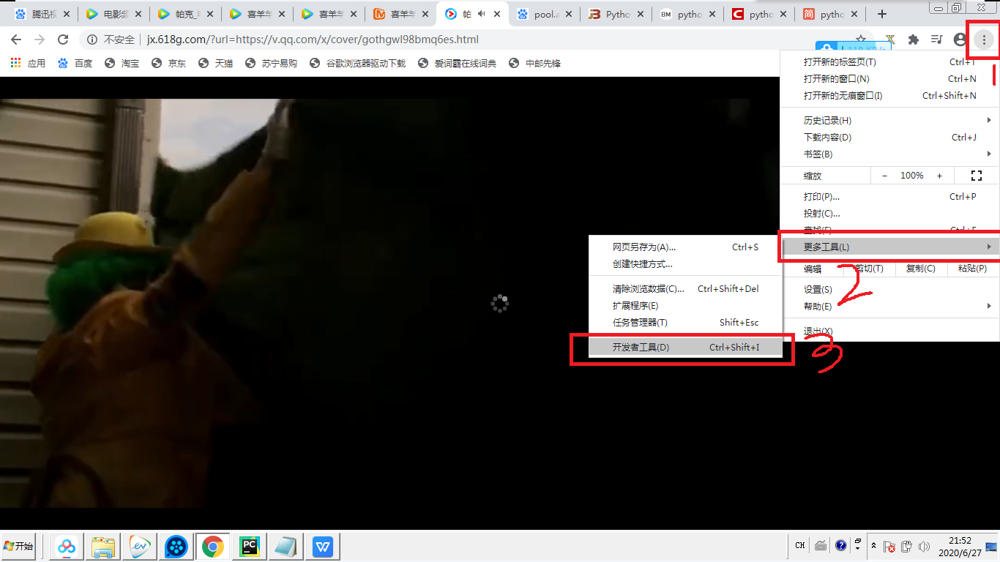 腾迅视
电影频
帕克_E
喜羊羊
喜羊羊
喜羊羊
帕
pool.a
Pytho
pytho
pytho
pytho
不安全
jx.618g.com/?url=https://v.qq.com/x/cover/gothgwl98bmq6es.html
应用
百度
淘宝
京东
天猫
苏宁易购
谷歌浏览器驱动下载
爱词霸在线词典
中邮先锋
1
打开新的标签页(T) Ctrl+T
打开新的窗口(N) Ctrl+N
打开新的无痕窗口(I) Ctrl+Shift+N
历史记录(H)
下载内容(D) Ctrl+J
书签(B)
缩放 − 100% +
打印(P)... Ctrl+P
投射(C)...
查找(F) Ctrl+F
更多工具(L)
编辑 剪切(T) 复制(C) 粘贴(P)
2
设置(S)
帮助(E)
退出(X)
网页另存为(A)... Ctrl+S
创建快捷方式...
清除浏览数据(C)... Ctrl+Shift+Del
扩展程序(E)
任务管理器(T) Shift+Esc
开发者工具(D) Ctrl+Shift+I
3
开始
CH
21:52
2020/6/27